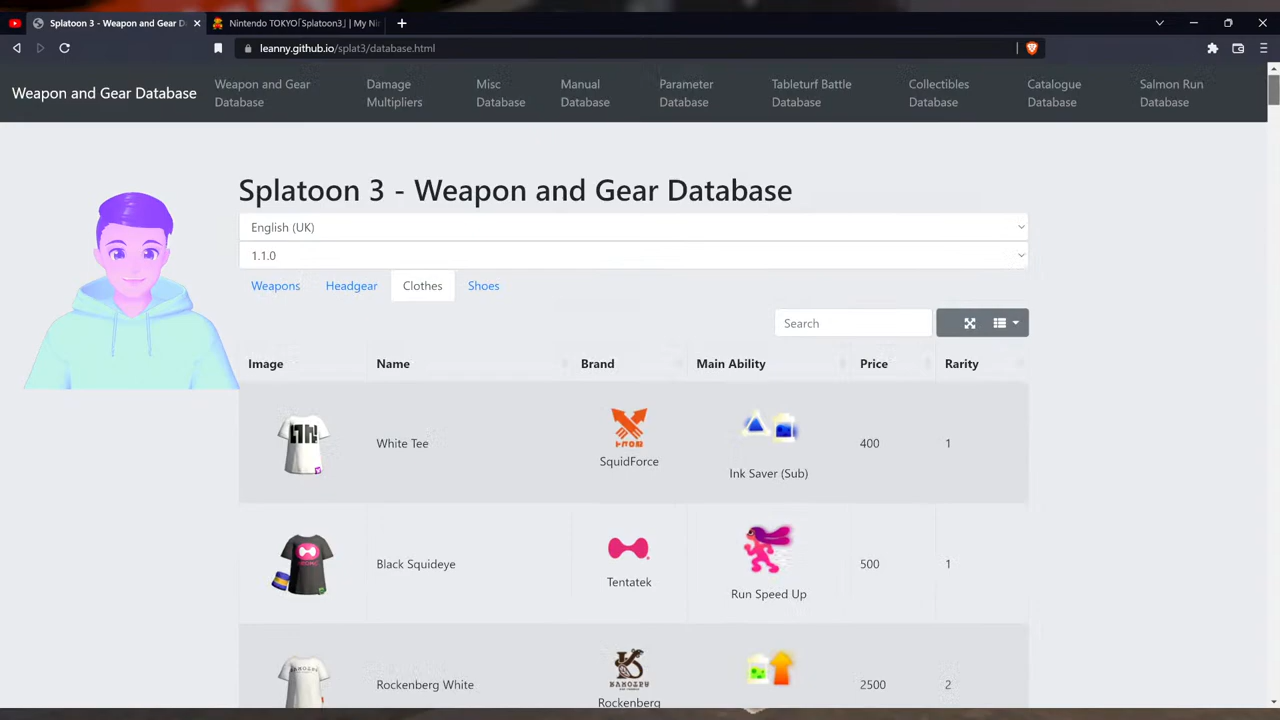 Splatoon 3 - Weapon and Gear D
Nintendo TOKYO「Splatoon3」 | My Ni
leanny.github.io/splat3/database.html
Weapon and Gear Database
Weapon and Gear
Database
Damage
Multipliers
Misc
Database
Manual
Database
Parameter
Database
Tableturf Battle
Database
Collectibles
Database
Catalogue
Database
Salmon Run
Database
Splatoon 3 - Weapon and Gear Database
English (UK)
1.1.0
Weapons Headgear Clothes Shoes
Search
Image Name Brand Main Ability Price Rarity
White Tee SquidForce Ink Saver (Sub) 400 1
Black Squideye Tentatek Run Speed Up 500 1
Rockenberg White Rockenberg 2500 2